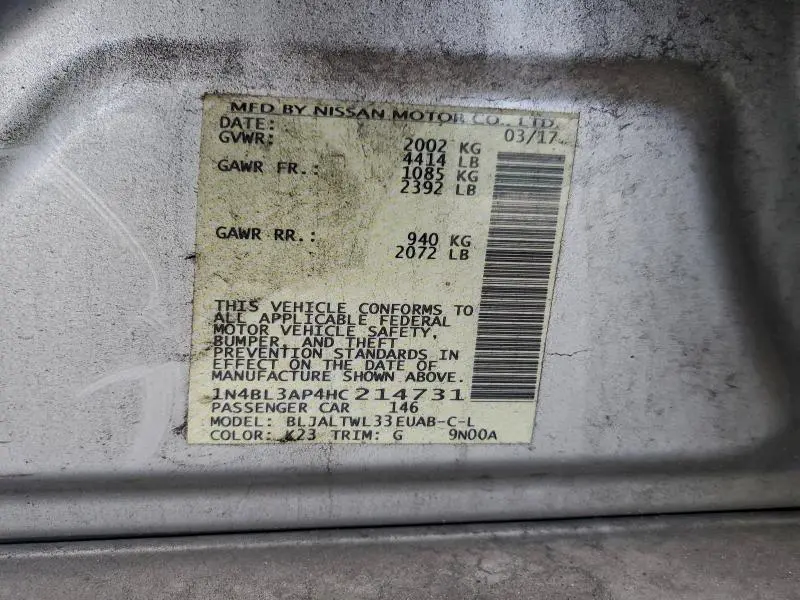 MFD BY NISSAN MOTOR CO., LTD.
DATE: 03/17
GVWR: 2002 KG
4414 LB
GAWR FR.: 1085 KG
2392 LB
GAWR RR.: 940 KG
2072 LB
THIS VEHICLE CONFORMS TO
ALL APPLICABLE FEDERAL
MOTOR VEHICLE SAFETY,
BUMPER, AND THEFT
PREVENTION STANDARDS IN
EFFECT ON THE DATE OF
MANUFACTURE SHOWN ABOVE.
1N4BL3AP4HC214731
PASSENGER CAR 146
MODEL: BLJALTWL33EUAB-C-L
COLOR: K23 TRIM: G 9N00A